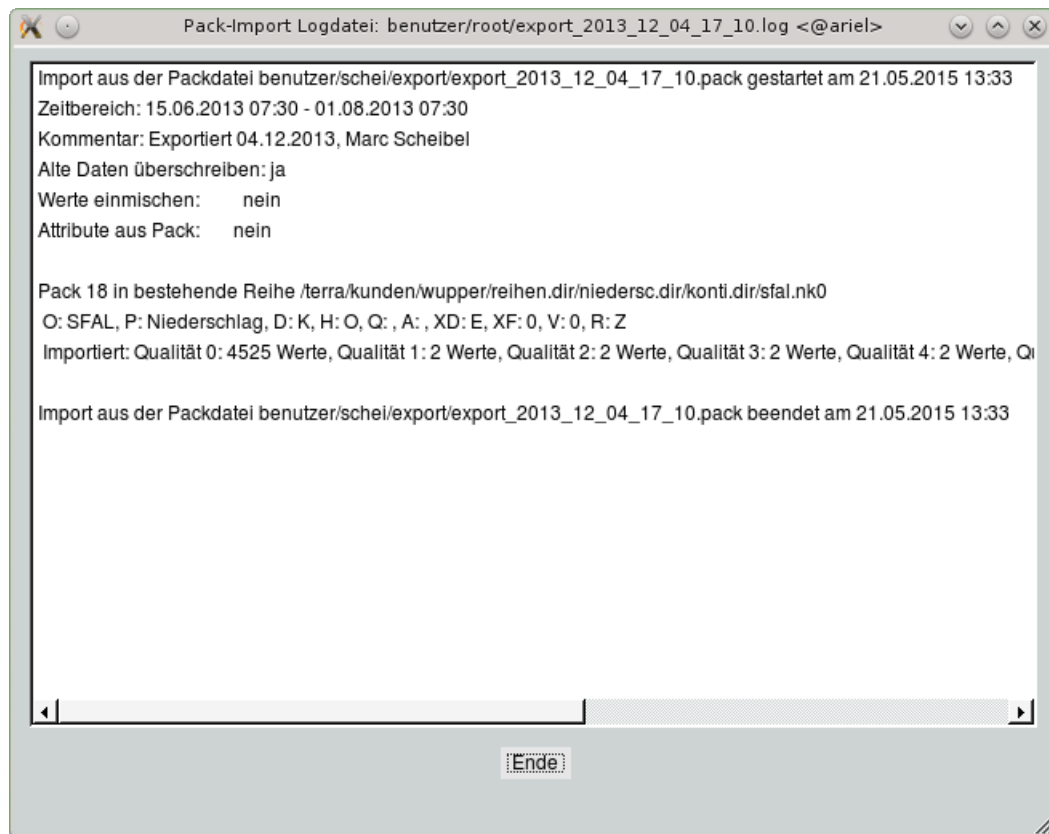 Pack-Import Logdatei: benutzer/root/export_2013_12_04_17_10.log <@ariel>
Import aus der Packdatei benutzer/schei/export/export_2013_12_04_17_10.pack gestartet am 21.05.2015 13:33
Zeitbereich: 15.06.2013 07:30 - 01.08.2013 07:30
Kommentar: Exportiert 04.12.2013, Marc Scheibel
Alte Daten überschreiben: ja
Werte einmischen: nein
Attribute aus Pack: nein
Pack 18 in bestehende Reihe /terra/kunden/wupper/reihen.dir/niedersc.dir/konti.dir/sfal.nk0
O: SFAL, P: Niederschlag, D: K, H: O, Q: , A: , XD: E, XF: 0, V: 0, R: Z
Importiert: Qualität 0: 4525 Werte, Qualität 1: 2 Werte, Qualität 2: 2 Werte, Qualität 3: 2 Werte, Qualität 4: 2 Werte,
Import aus der Packdatei benutzer/schei/export/export_2013_12_04_17_10.pack beendet am 21.05.2015 13:33
Ende